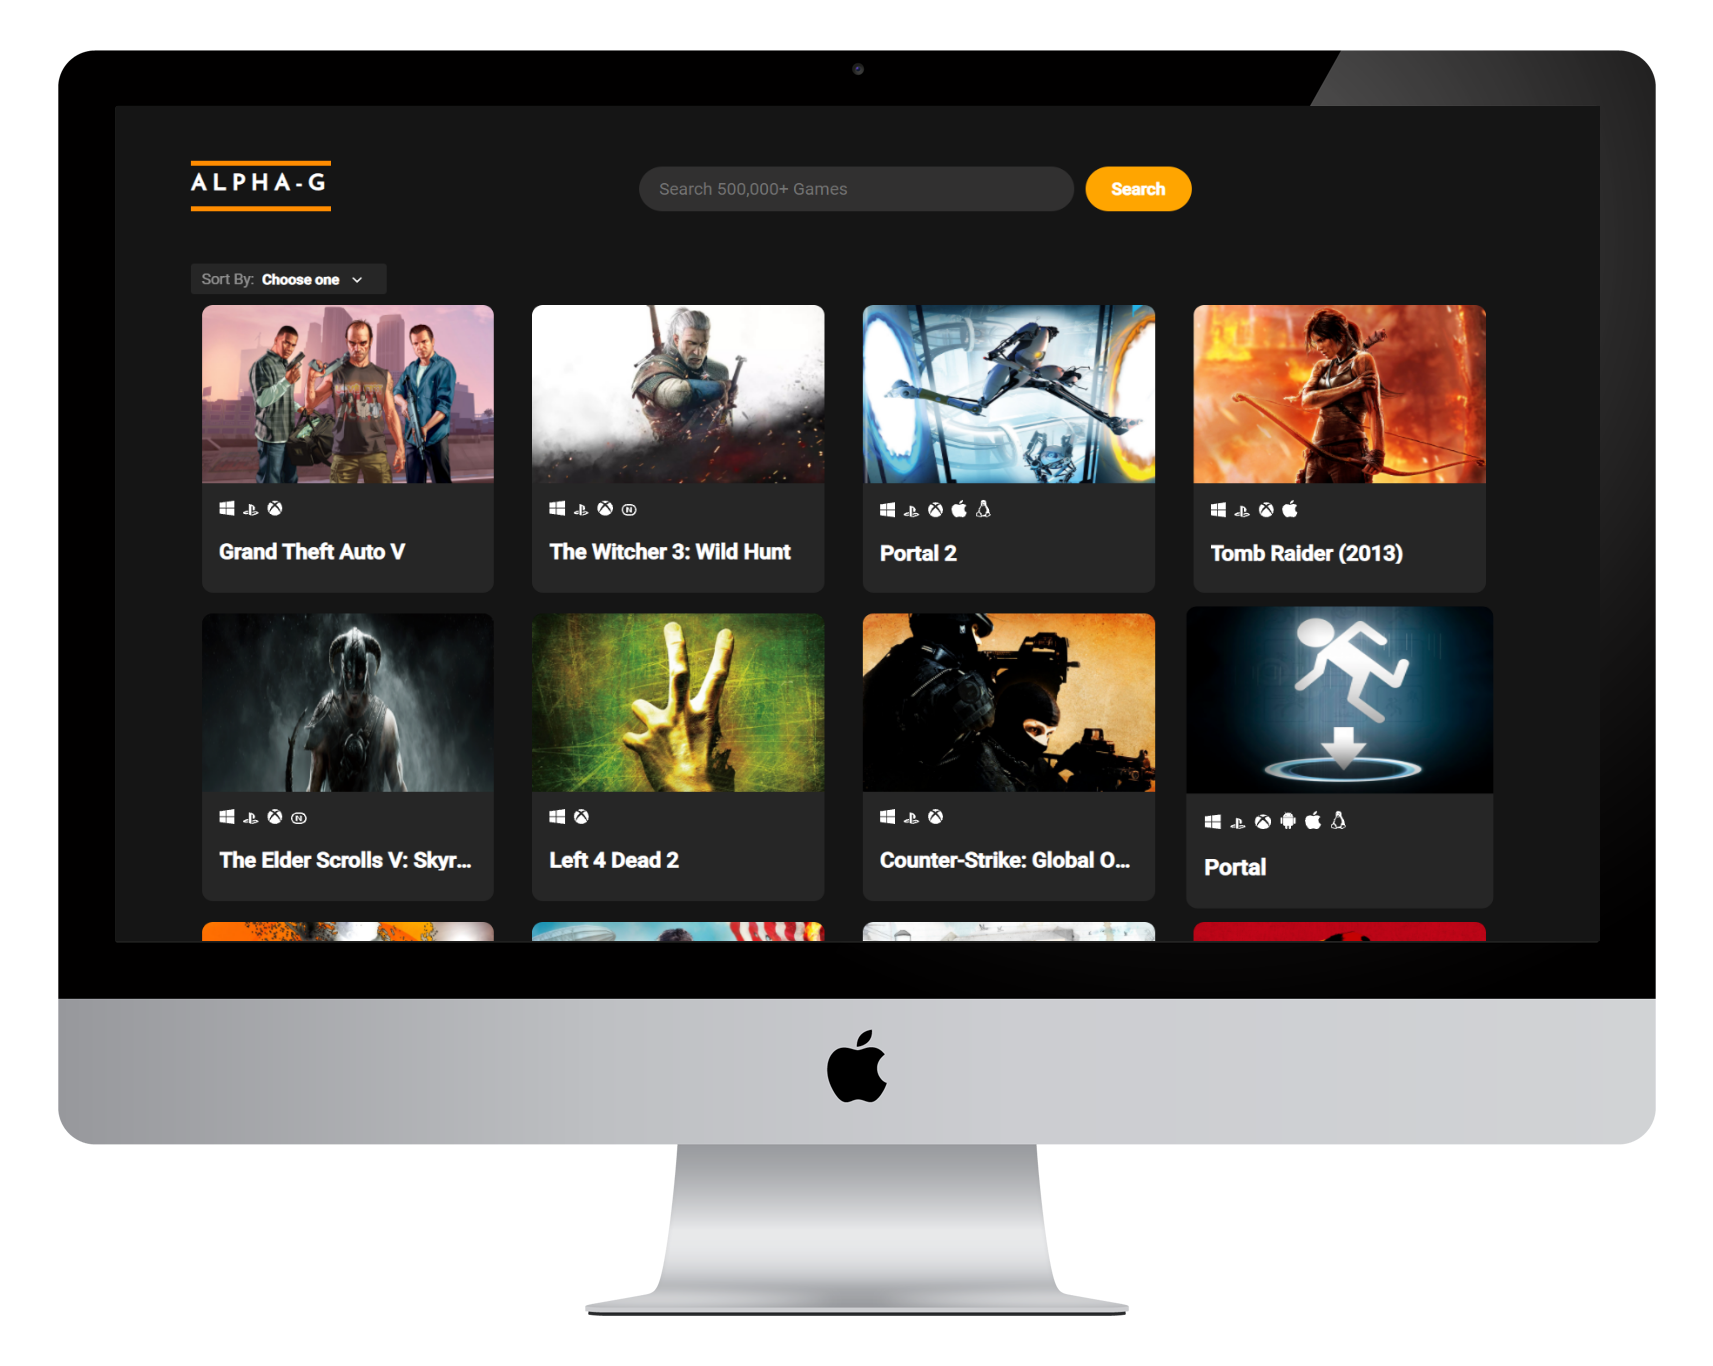 ALPHA-G
Search 500,000+ Games
Search
Sort By: Choose one
Grand Theft Auto V
The Witcher 3: Wild Hunt
Portal 2
Tomb Raider (2013)
The Elder Scrolls V: Skyr...
Left 4 Dead 2
Counter-Strike: Global O...
Portal